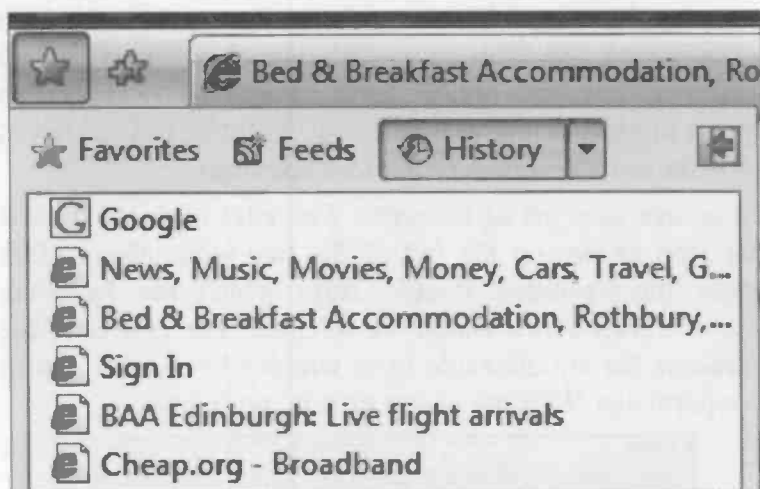 Bed & Breakfast Accommodation, Ro
Favorites Feeds History
Google
News, Music, Movies, Money, Cars, Travel, G...
Bed & Breakfast Accommodation, Rothbury,...
Sign In
BAA Edinburgh: Live flight arrivals
Cheap.org - Broadband